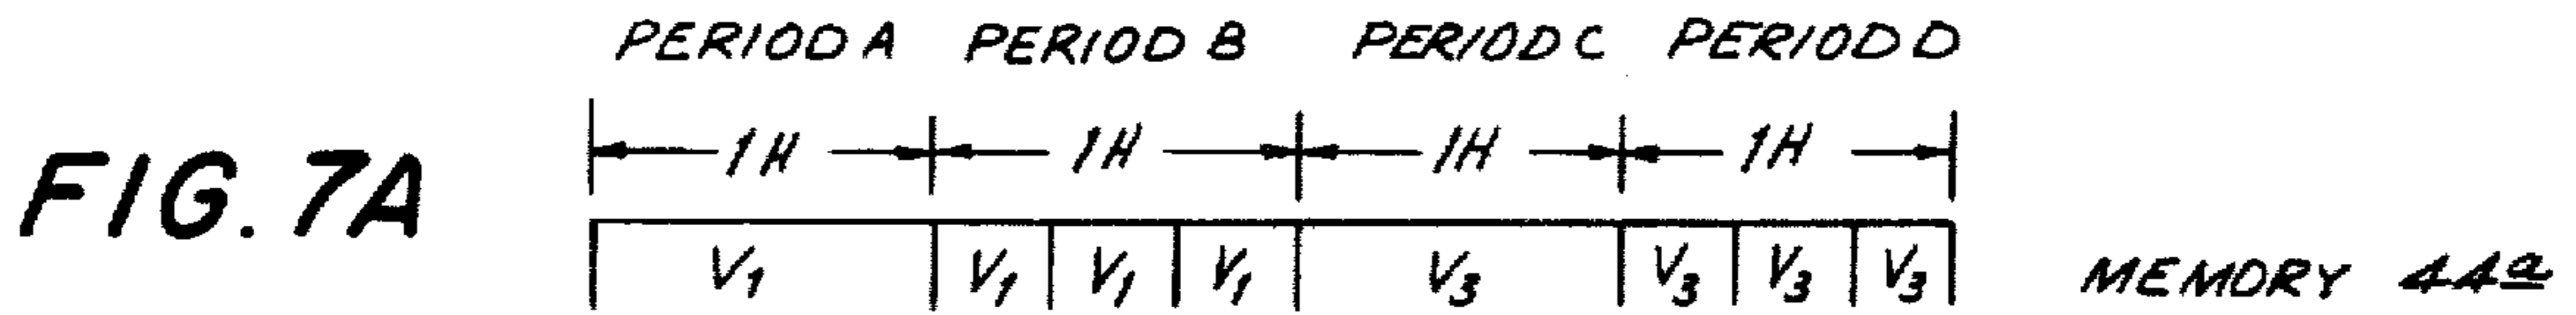 PERIOD A PERIOD B PERIOD C PERIOD D
1H 1H 1H 1H
FIG. 7A
V1 V1 V1 V1 V3 V3 V3 V3 MEMORY 44a